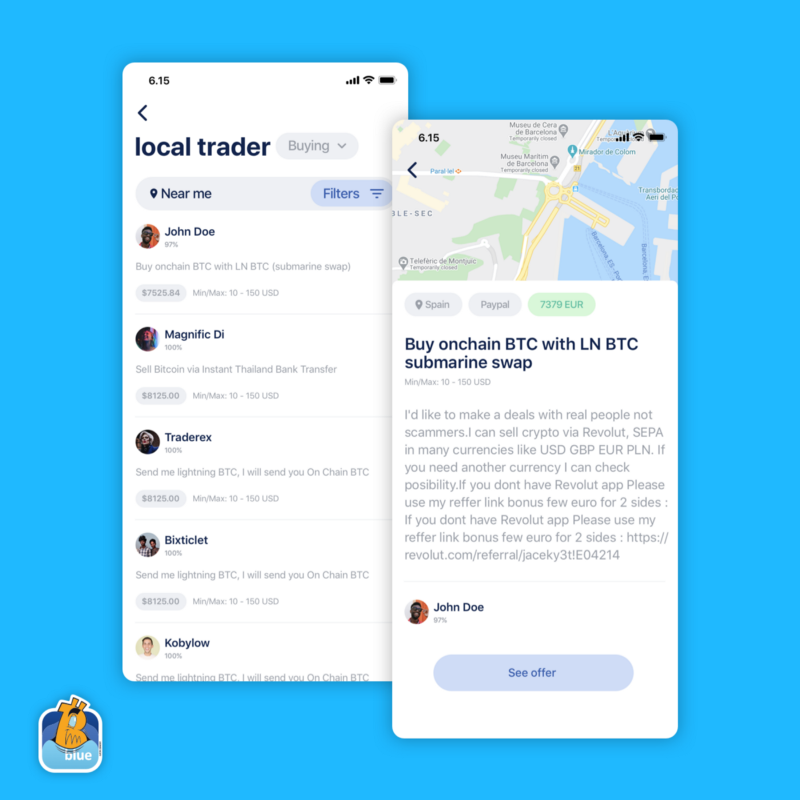 6.15
local trader
Buying
Near me
Filters
John Doe
97%
Buy onchain BTC with LN BTC (submarine swap)
$7525.84
Min/Max: 10 - 150 USD
Magnific Di
100%
Sell Bitcoin via Instant Thailand Bank Transfer
$8125.00
Min/Max: 10 - 150 USD
Traderex
100%
Send me lightning BTC, I will send you On Chain BTC
$8125.00
Min/Max: 10 - 150 USD
Bixticlet
100%
Send me lightning BTC, I will send you On Chain BTC
$8125.00
Min/Max: 10 - 150 USD
Kobylow
100%
Send me lightning BTC, I will send you On Chain BTC
6.15
Museu de Cera
de Barcelona
Temporarily closed
Mirador de Colom
Museu Marítim
de Barcelona
Temporarily closed
Paral·lel
31
Transbordado
Aeri del Po
BLE-SEC
Telefèric de Montjuïc
Temporarily closed
Spain
Paypal
7379 EUR
Buy onchain BTC with LN BTC
submarine swap
Min/Max: 10 - 150 USD
I'd like to make a deals with real people not
scammers.I can sell crypto via Revolut, SEPA
in many currencies like USD GBP EUR PLN. If
you need another currency I can check
posibility.If you dont have Revolut app Please
use my reffer link bonus few euro for 2 sides :
If you dont have Revolut app Please use my
reffer link bonus few euro for 2 sides : https://
revolut.com/referral/jaceky3t!E04214
John Doe
97%
See offer
blue